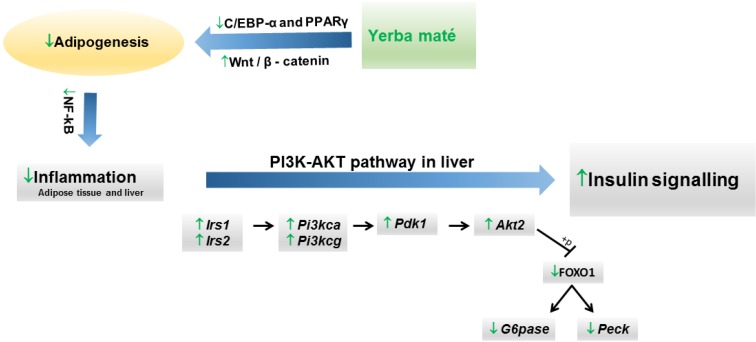 ↓C/EBP-α and PPARγ
↓Adipogenesis
Yerba maté
↑Wnt / β - catenin
↓NF-kB
↓Inflammation
Adipose tissue and liver
PI3K-AKT pathway in liver
↑Insulin signalling
↑Irs1
↑Irs2
↑Pi3kca
↑Pi3kcg
↑Pdk1
↑Akt2
+p
↓FOXO1
↓G6pase
↓Peck